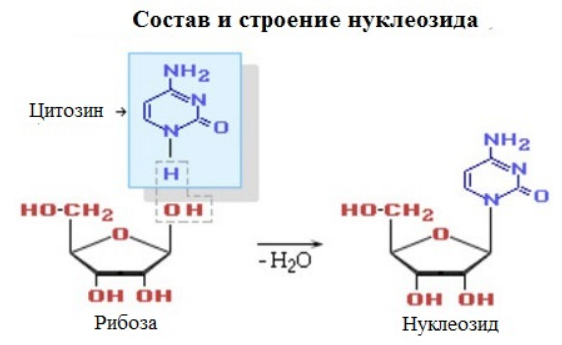 Состав и строение нуклеозида
NH2
Цитозин →
N
N
O
H
NH2
N
N
O
HO-CH2
OH
O
HO-CH2
O
-H2O
OH OH
OH OH
Рибоза
Нуклеозид